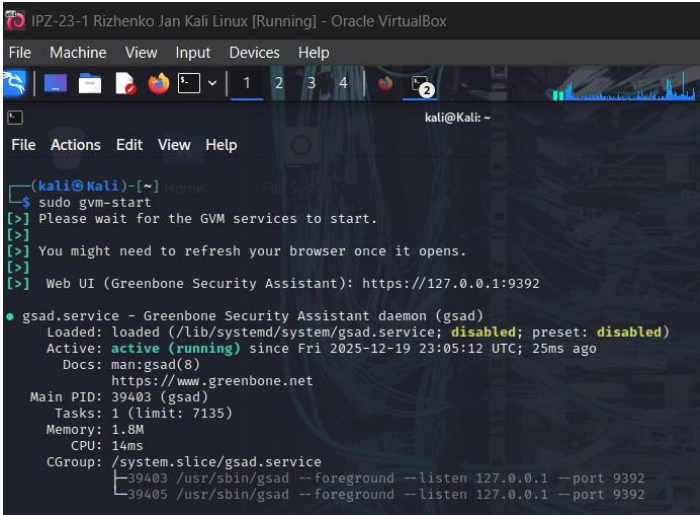 IPZ-23-1 Rizhenko Jan Kali Linux [Running] - Oracle VirtualBox
File Machine View Input Devices Help
1 2 3 4 2
kali@Kali: ~
File Actions Edit View Help
Home File System
┌──(kali㉿Kali)-[~]
└─$ sudo gvm-start
[>] Please wait for the GVM services to start.
[>]
[>] You might need to refresh your browser once it opens.
[>]
[>]  Web UI (Greenbone Security Assistant): https://127.0.0.1:9392
● gsad.service - Greenbone Security Assistant daemon (gsad)
Loaded: loaded (/lib/systemd/system/gsad.service; disabled; preset: disabled)
Active: active (running) since Fri 2025-12-19 23:05:12 UTC; 25ms ago
Docs: man:gsad(8)
https://www.greenbone.net
Main PID: 39403 (gsad)
Tasks: 1 (limit: 7135)
Memory: 1.8M
CPU: 14ms
CGroup: /system.slice/gsad.service
├─39403 /usr/sbin/gsad --foreground --listen 127.0.0.1 --port 9392
└─39405 /usr/sbin/gsad --foreground --listen 127.0.0.1 --port 9392